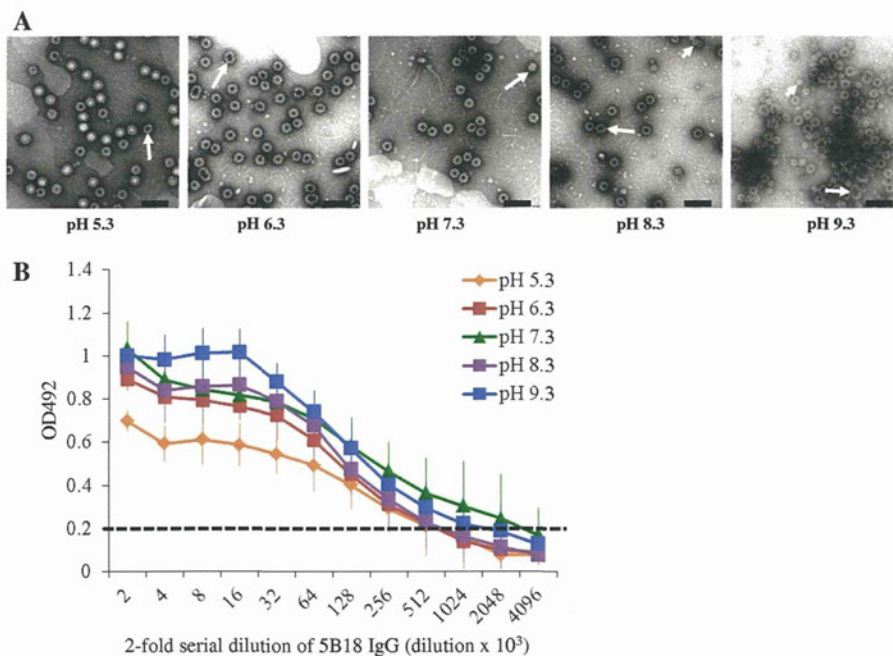 A
pH 5.3
pH 6.3
pH 7.3
pH 8.3
pH 9.3
B
1.4
1.2
1
0.8
0.6
0.4
0.2
0
OD492
pH 5.3
pH 6.3
pH 7.3
pH 8.3
pH 9.3
2
4
8
16
32
64
128
256
512
1024
2048
4096
2-fold serial dilution of 5B18 IgG (dilution x 10³)